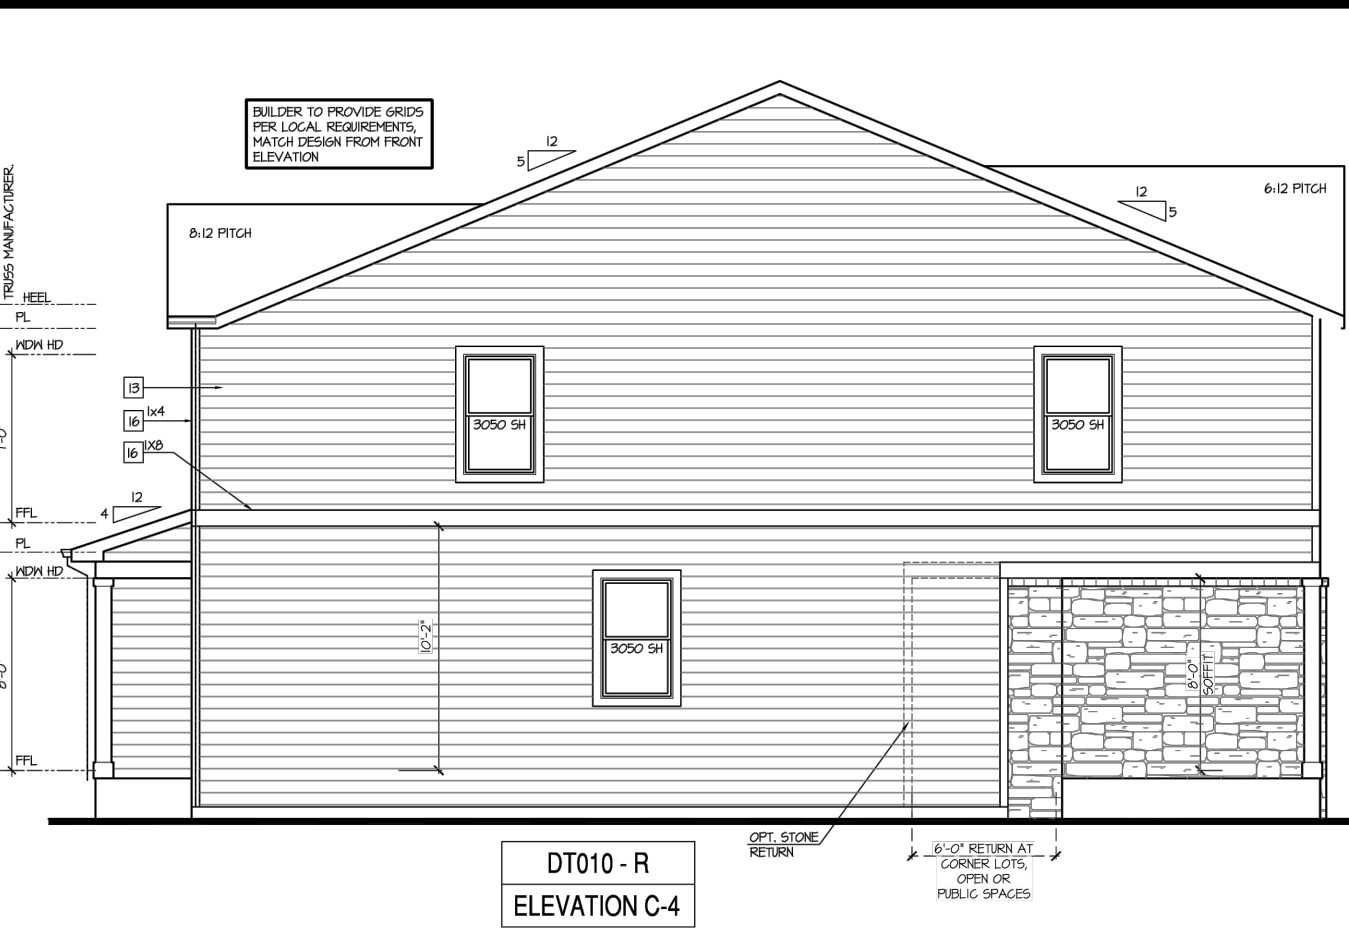 BUILDER TO PROVIDE GRIDS
PER LOCAL REQUIREMENTS,
MATCH DESIGN FROM FRONT
ELEVATION
12
5
12
5
6:12 PITCH
8:12 PITCH
TRUSS MANUFACTURER.
HEEL
PL
WDW HD
13
16
1x4
16
1X8
3050 SH
3050 SH
12
4
FFL
PL
WDW HD
10'-2"
3050 SH
8'-0"
SOFFIT
FFL
OPT. STONE
RETURN
6'-0" RETURN AT
CORNER LOTS,
OPEN OR
PUBLIC SPACES
DT010 - R
ELEVATION C-4